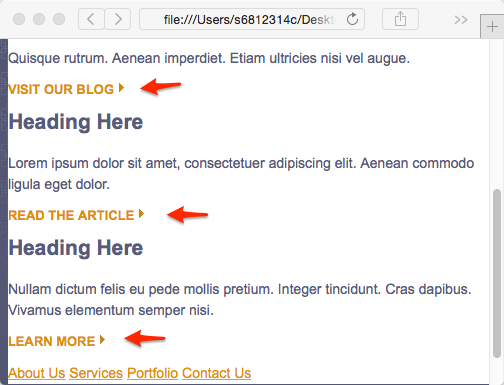 file:///Users/s6812314c/Deskt
Quisque rutrum. Aenean imperdiet. Etiam ultricies nisi vel augue.
VISIT OUR BLOG
Heading Here
Lorem ipsum dolor sit amet, consectetuer adipiscing elit. Aenean commodo
ligula eget dolor.
READ THE ARTICLE
Heading Here
Nullam dictum felis eu pede mollis pretium. Integer tincidunt. Cras dapibus.
Vivamus elementum semper nisi.
LEARN MORE
About Us Services Portfolio Contact Us